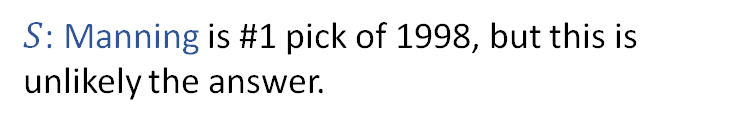 S: Manning is #1 pick of 1998, but this is
unlikely the answer.